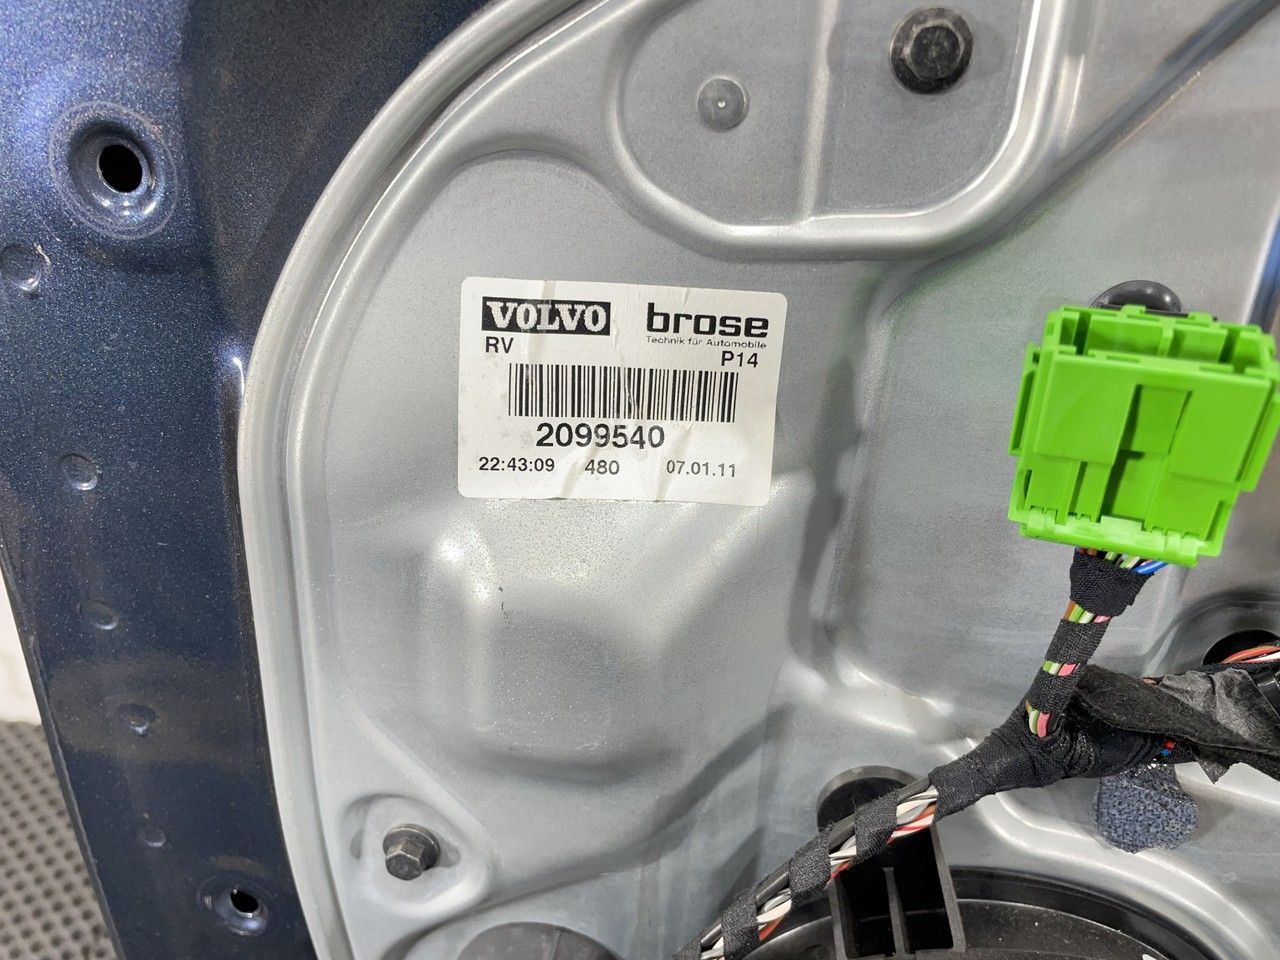 VOLVO brose
Technik für Automobile
RV P14
2099540
22:43:09 480 07.01.11